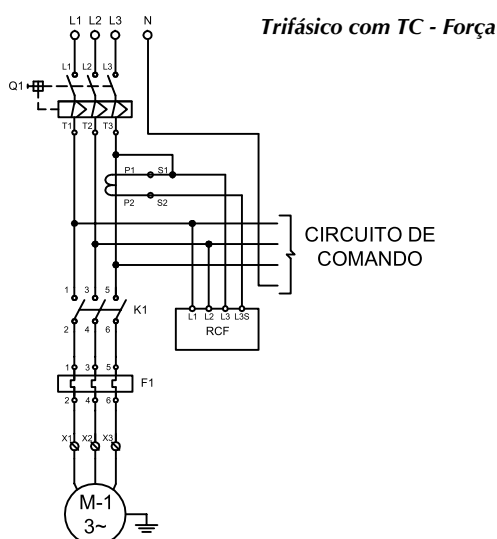 Trifásico com TC - Força
L1 L2 L3 N
L1 L2 L3
Q1
T1 T2 T3
P1 S1
P2 S2
CIRCUITO DE
COMANDO
1 3 5
K1
2 4 6
L1 L2 L3 L3S
RCF
1 3 5
F1
2 4 6
X1 X2 X3
M-1
3~